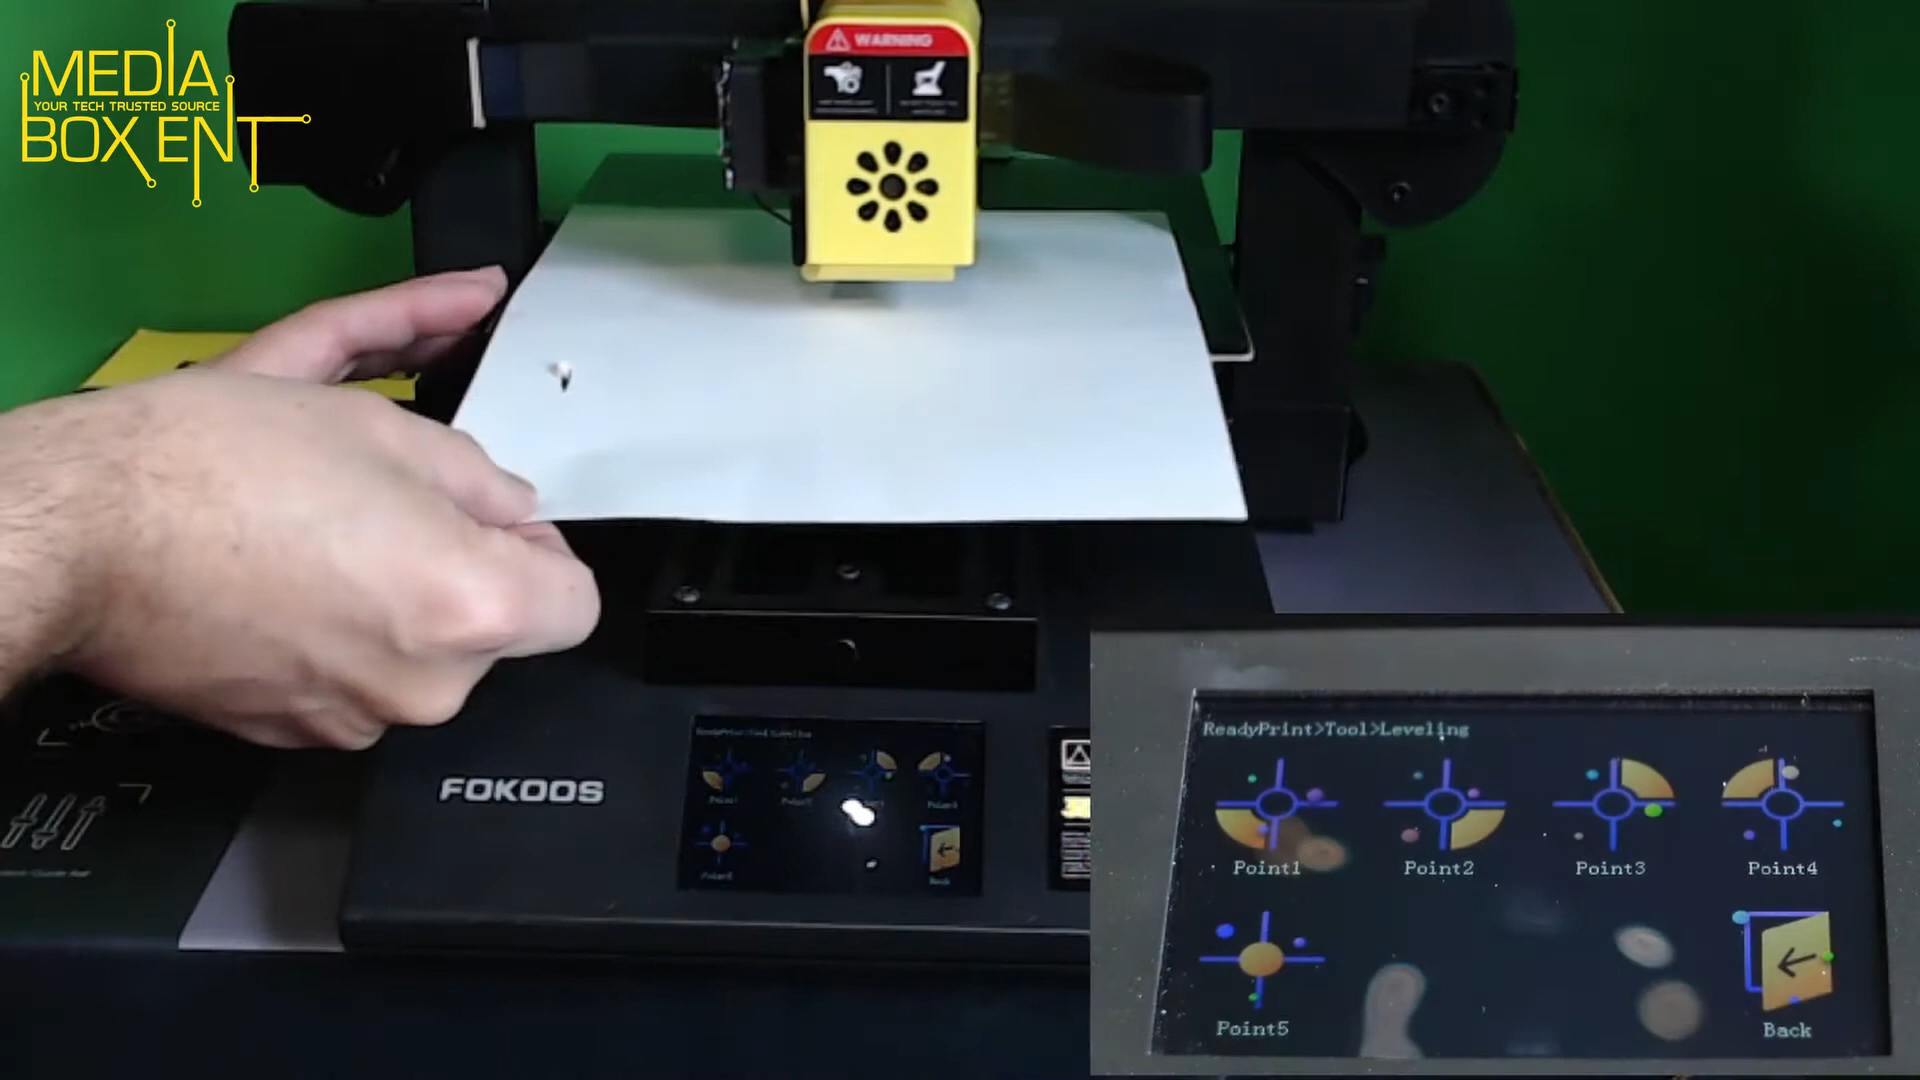 MEDIA
YOUR TECH TRUSTED SOURCE
BOX ENT
WARNING
FOKOOS
ReadyPrint>Tool>Leveling
Point1
Point2
Point3
Point4
Point5
Back